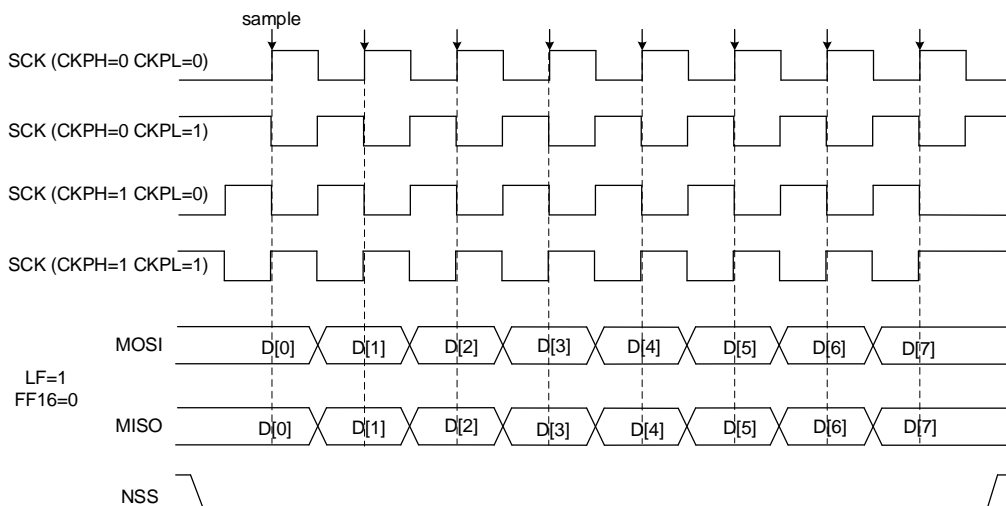 sample
SCK (CKPH=0 CKPL=0)
SCK (CKPH=0 CKPL=1)
SCK (CKPH=1 CKPL=0)
SCK (CKPH=1 CKPL=1)
MOSI D[0] D[1] D[2] D[3] D[4] D[5] D[6] D[7]
LF=1
FF16=0
MISO D[0] D[1] D[2] D[3] D[4] D[5] D[6] D[7]
NSS